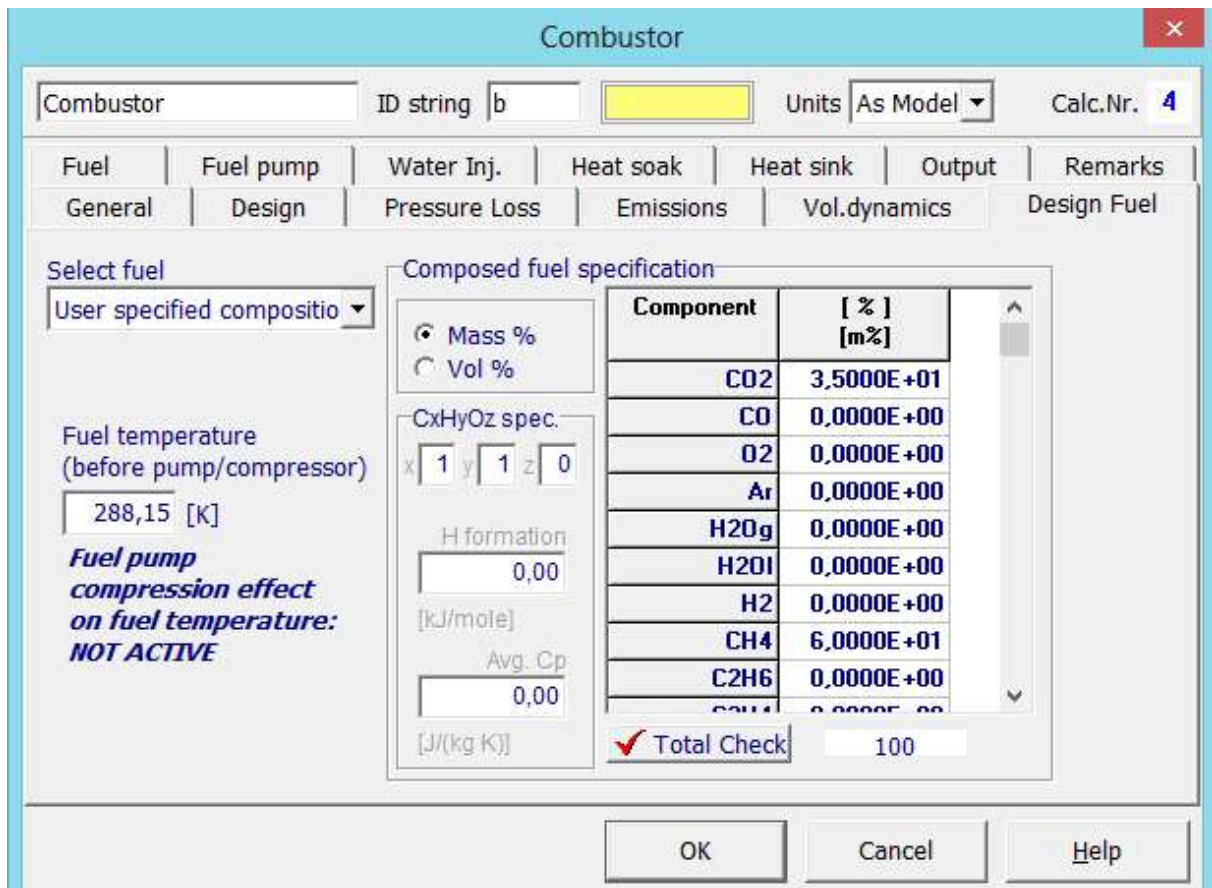 Combustor
Combustor ID string b Units As Model Calc.Nr. 4
Fuel Fuel pump Water Inj. Heat soak Heat sink Output Remarks
General Design Pressure Loss Emissions Vol.dynamics Design Fuel
Select fuel
User specified compositio
Fuel temperature
(before pump/compressor)
288,15 [K]
Fuel pump
compression effect
on fuel temperature:
NOT ACTIVE
Composed fuel specification
Mass %
Vol %
CxHyOz spec.
x 1 y 1 z 0
H formation
0,00
[kJ/mole]
Avg. Cp
0,00
[J/(kg K)]
Component [ % ]
[m%]
CO2 3,5000E+01
CO 0,0000E+00
O2 0,0000E+00
Ar 0,0000E+00
H2Og 0,0000E+00
H2Ol 0,0000E+00
H2 0,0000E+00
CH4 6,0000E+01
C2H6 0,0000E+00
Total Check 100
OK Cancel Help